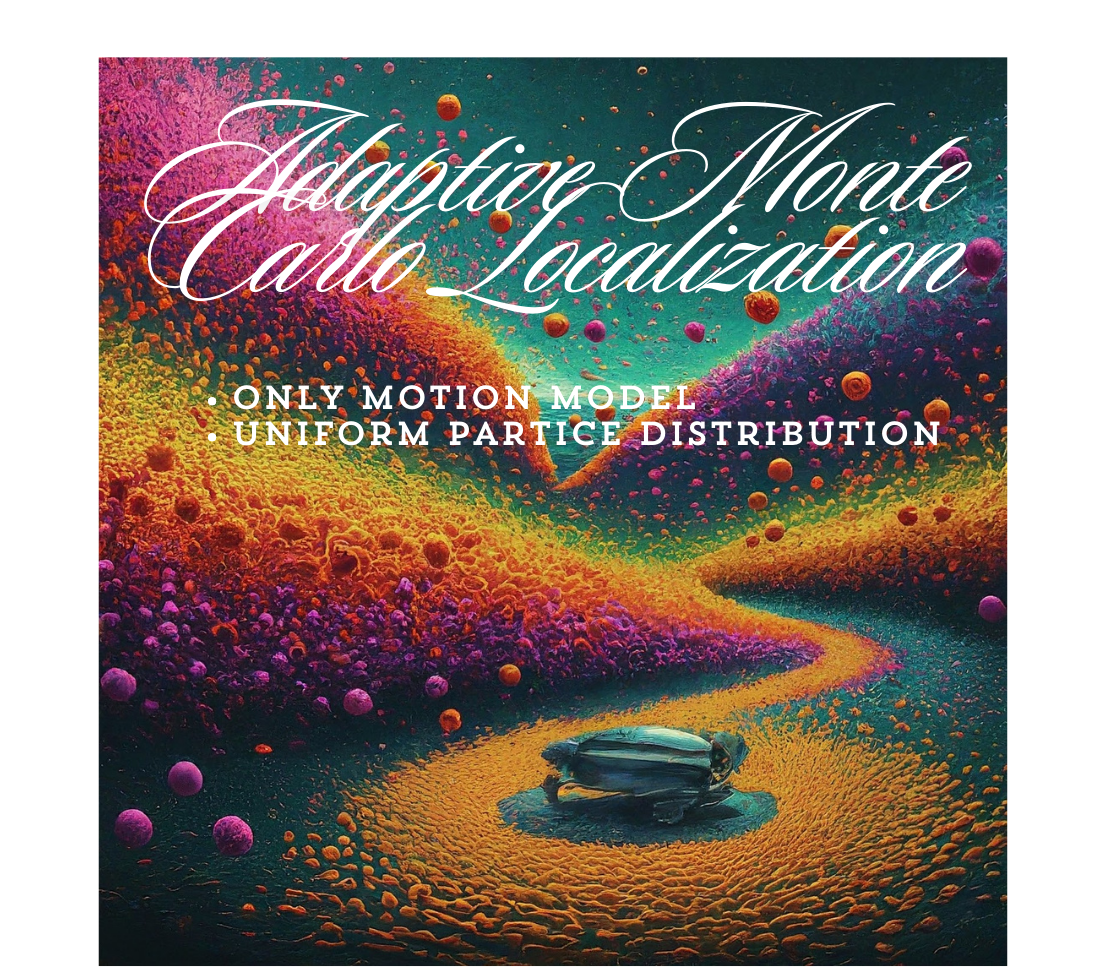 Adaptive Monte
Carlo Localization
• ONLY MOTION MODEL
• UNIFORM PARTICE DISTRIBUTION